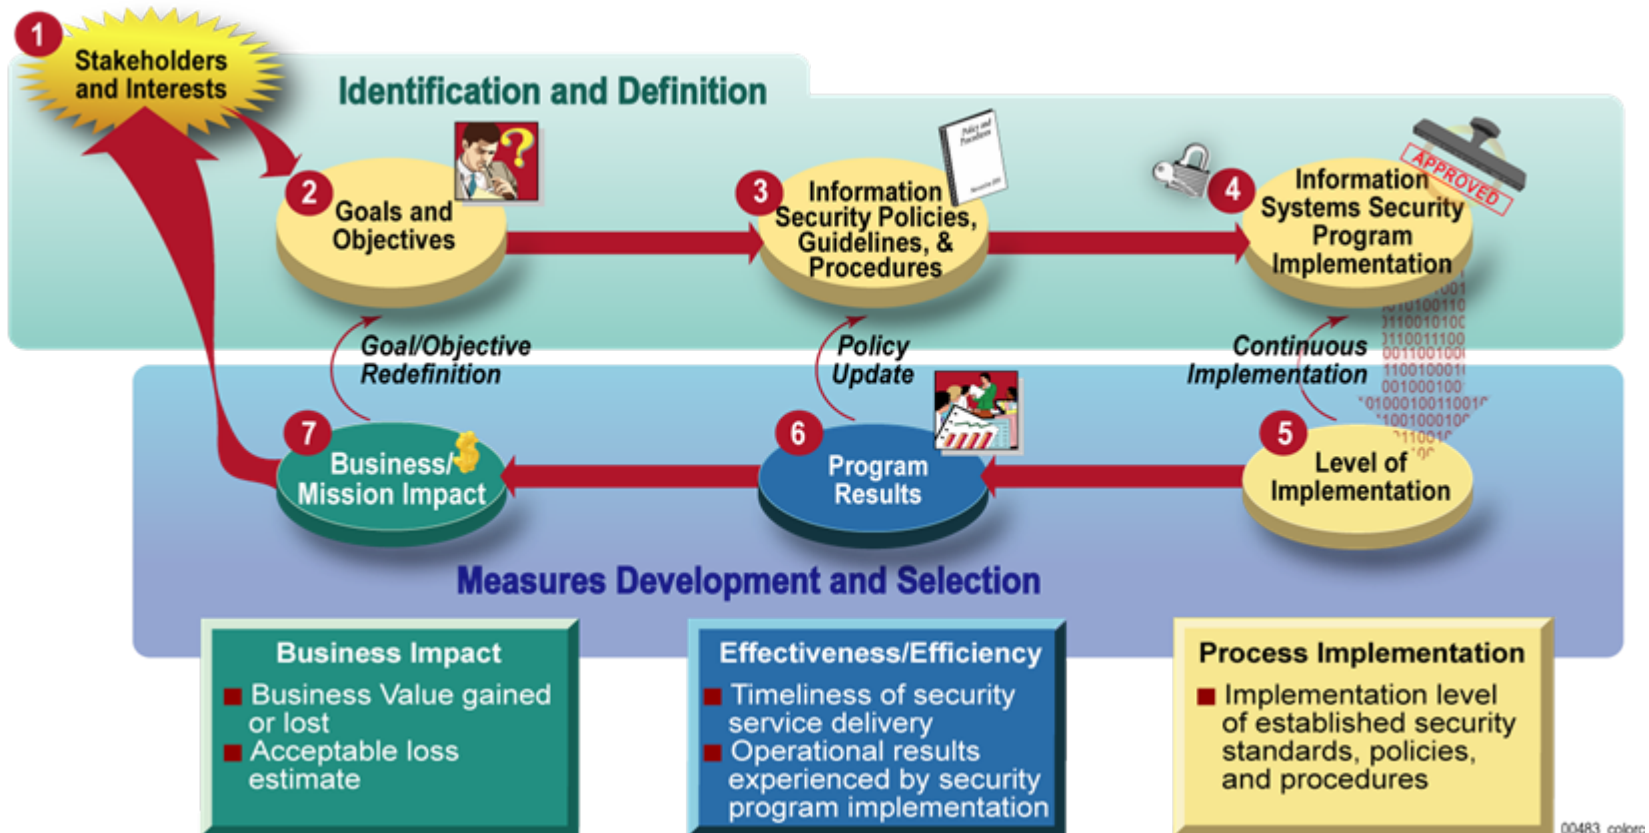 1
Stakeholders
and Interests
Identification and Definition
2
Goals and
Objectives
3
Information
Security Policies,
Guidelines, &
Procedures
Policy and
Procedures
4
Information
Systems Security
Program
Implementation
APPROVED
Goal/Objective
Redefinition
Policy
Update
Continuous
Implementation
7
Business/
Mission Impact
6
Program
Results
5
Level of
Implementation
Measures Development and Selection
Business Impact
Business Value gained
or lost
Acceptable loss
estimate
Effectiveness/Efficiency
Timeliness of security
service delivery
Operational results
experienced by security
program implementation
Process Implementation
Implementation level
of established security
standards, policies,
and procedures